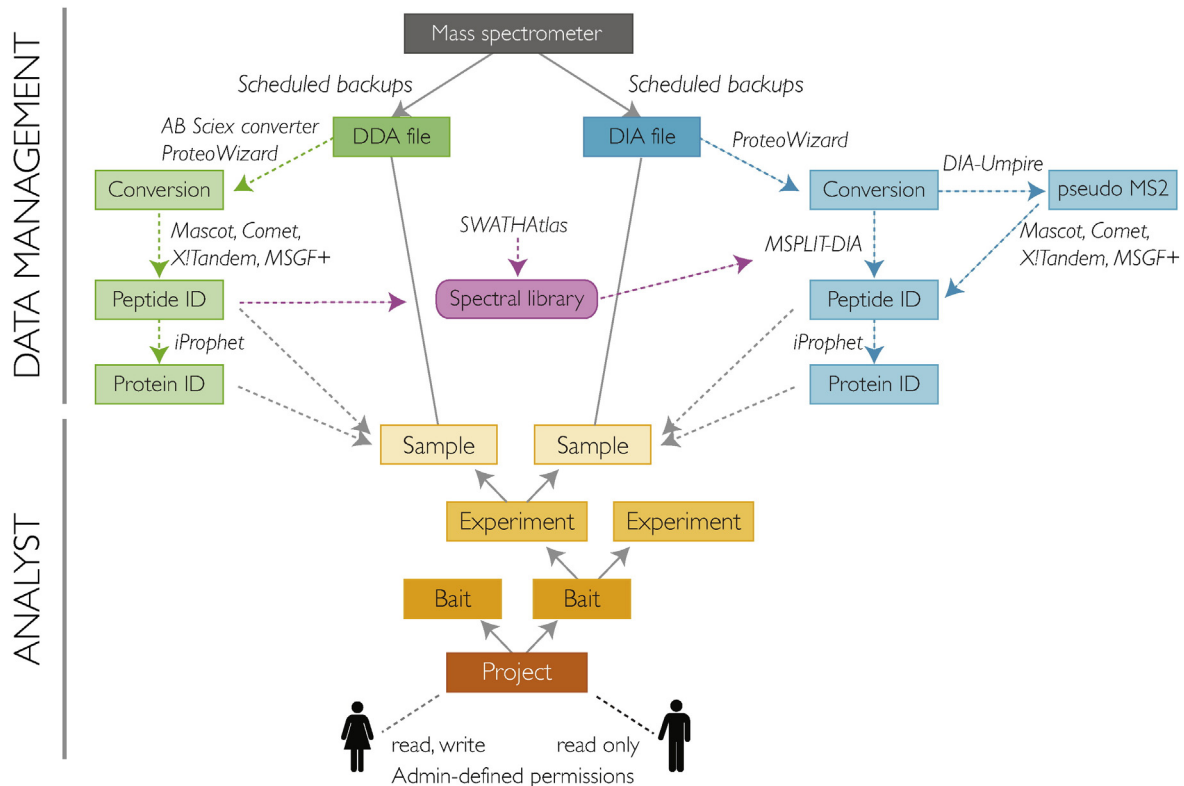 DATA MANAGEMENT
Mass spectrometer
Scheduled backups
Scheduled backups
AB Sciex converter
ProteoWizard
DDA file
DIA file
ProteoWizard
DIA-Umpire
Conversion
Conversion
pseudo MS2
Mascot, Comet,
X!Tandem, MSGF+
SWATHAtlas
MSPLIT-DIA
Mascot, Comet,
X!Tandem, MSGF+
Peptide ID
Spectral library
Peptide ID
iProphet
iProphet
Protein ID
Protein ID
ANALYST
Sample
Sample
Experiment
Experiment
Bait
Bait
Project
read, write
read only
Admin-defined permissions